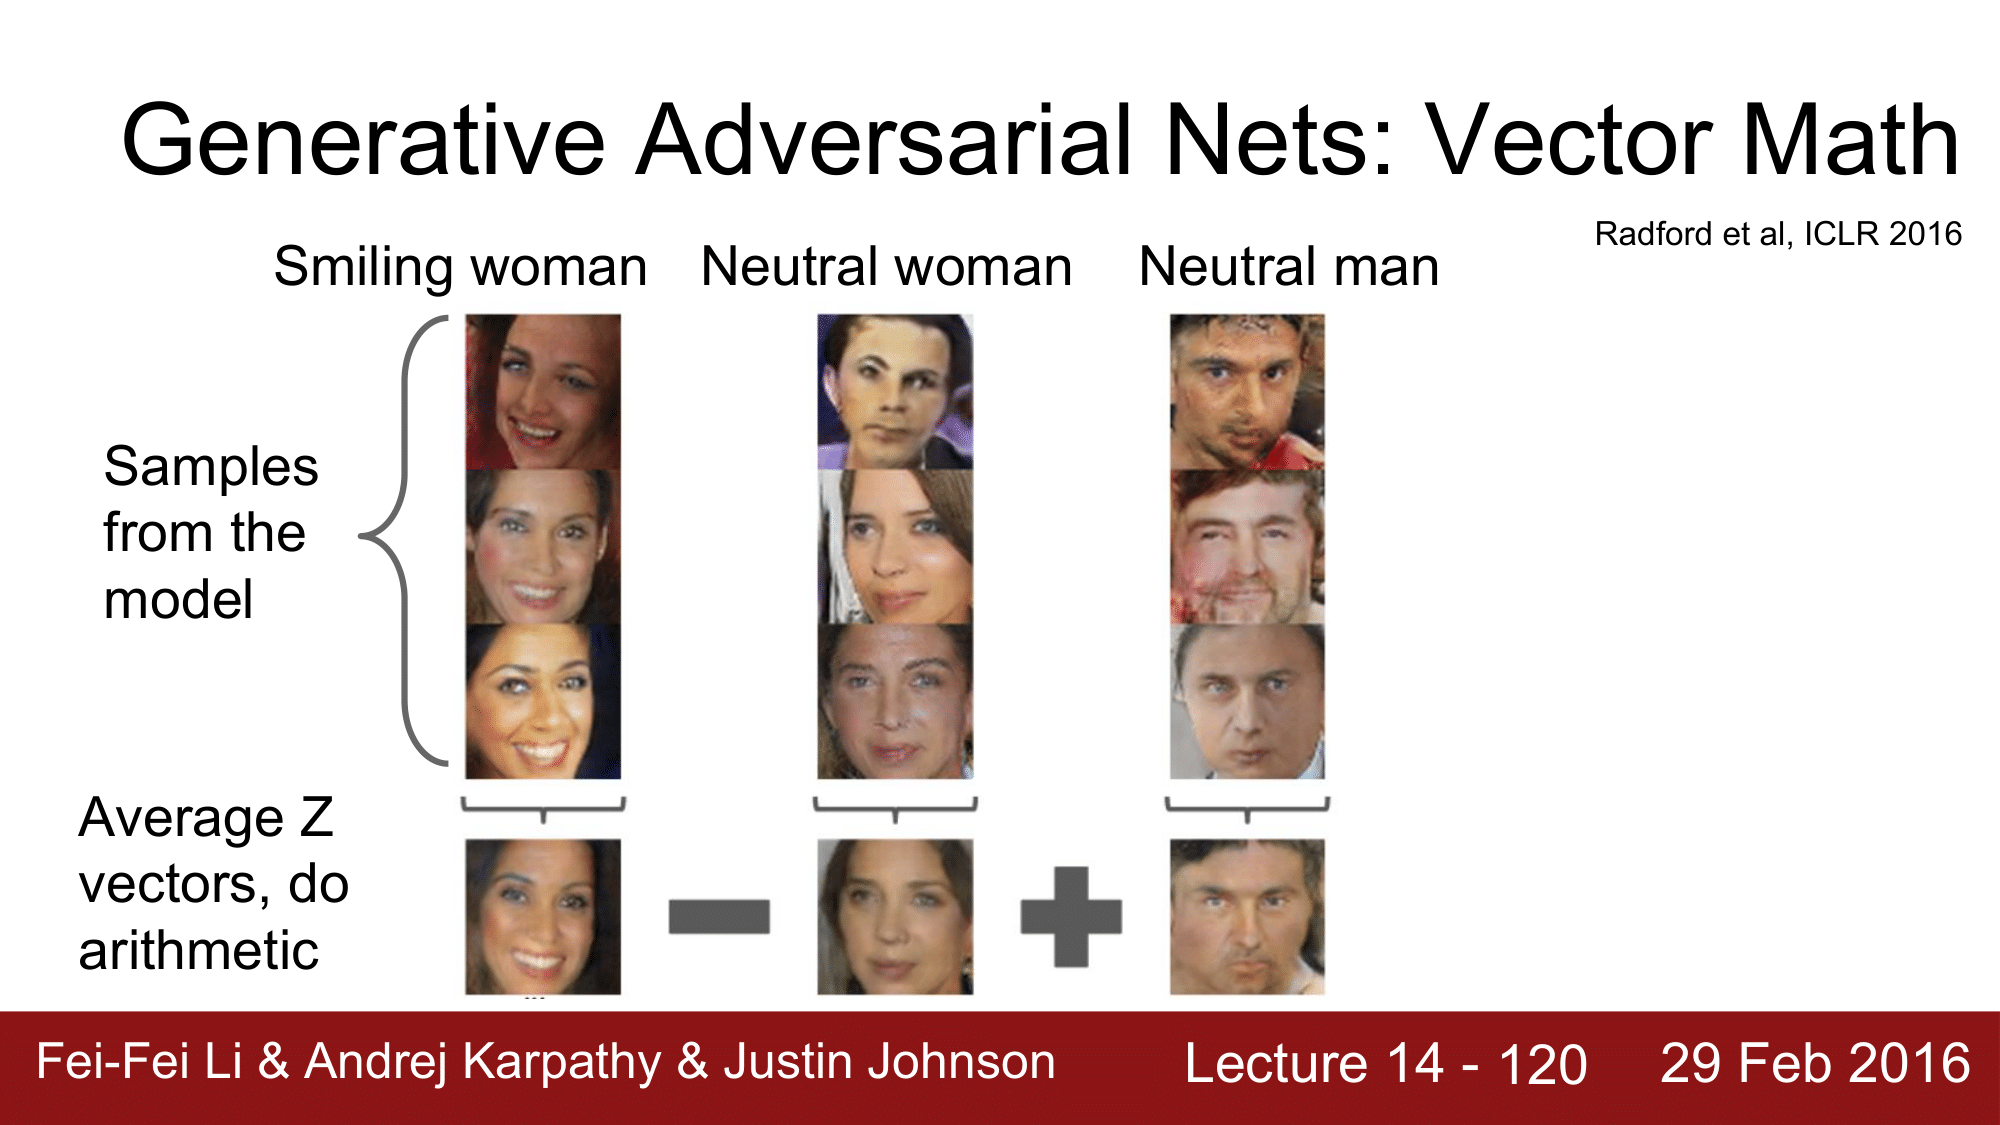 Generative Adversarial Nets: Vector Math
Radford et al, ICLR 2016
Smiling woman
Neutral woman
Neutral man
Samples
from the
model
Average Z
vectors, do
arithmetic
Fei-Fei Li & Andrej Karpathy & Justin Johnson
Lecture 14 - 120
29 Feb 2016